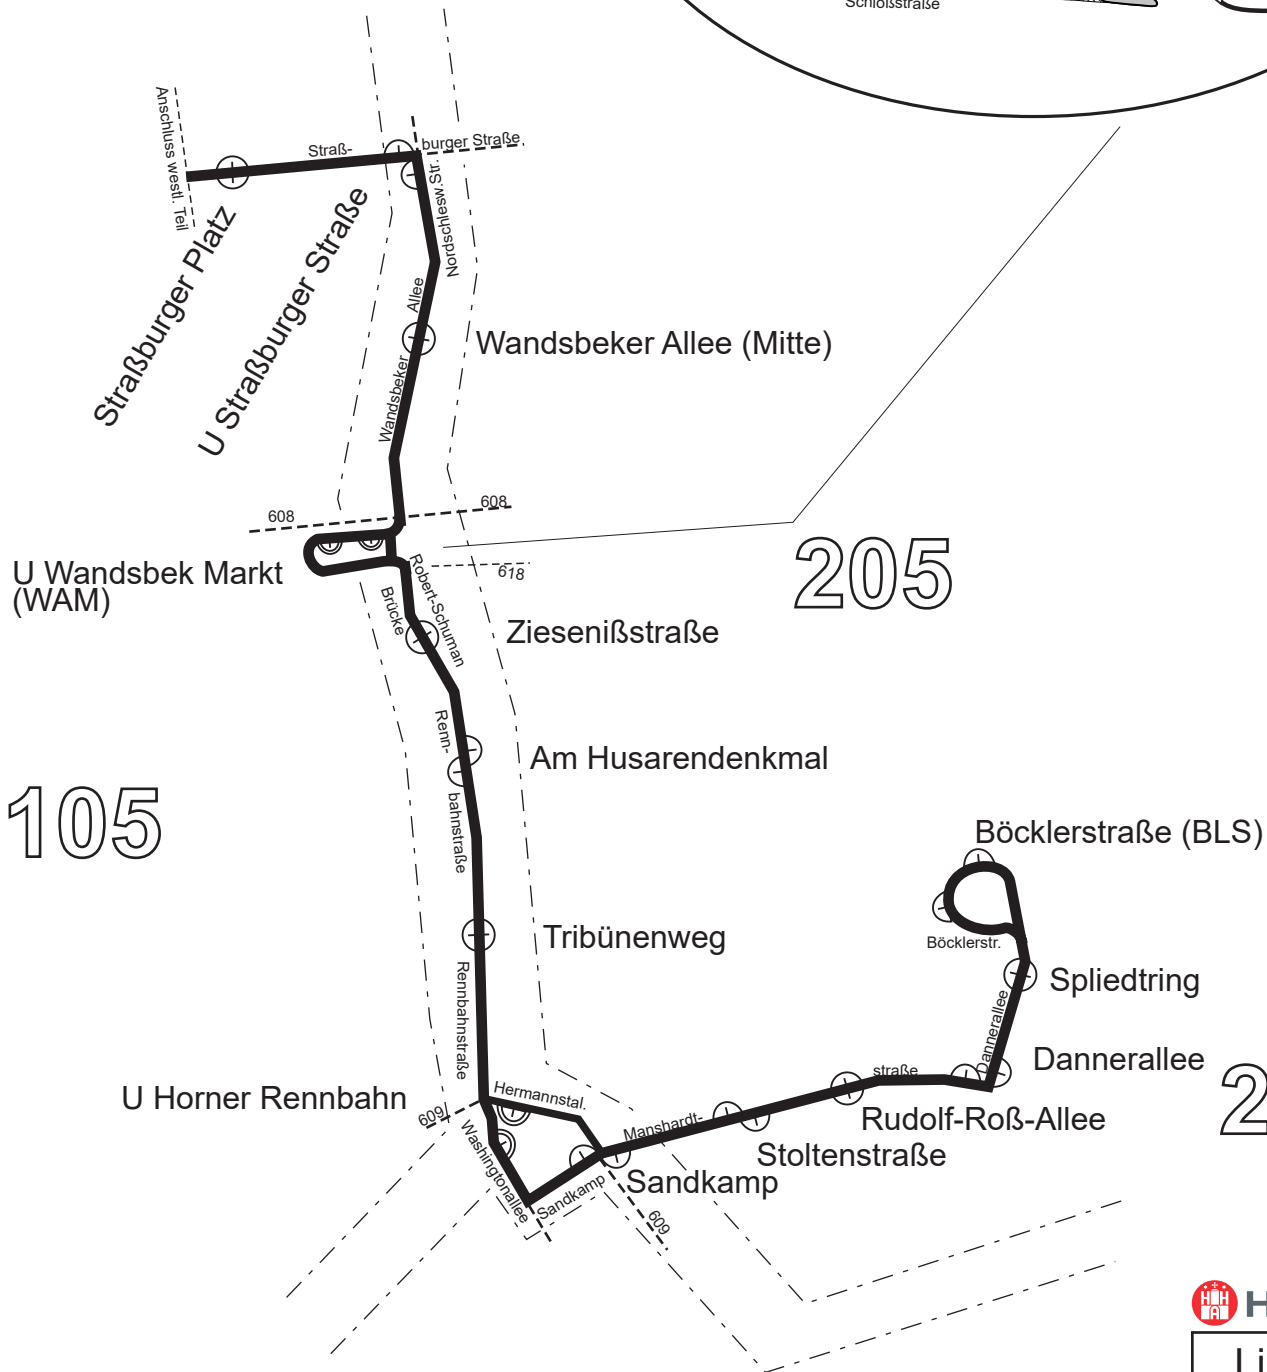 Schloßstraße
Anschluss westl. Teil
Straß-
burger Straße
Nordschlesw.Str.
Straßburger Platz
U Straßburger Straße
Allee
Wandsbeker
Wandsbeker Allee (Mitte)
608
608
U Wandsbek Markt
(WAM)
618
205
Robert-Schuman
Brücke
Ziesenißstraße
Renn-
Am Husarendenkmal
105
bahnstraße
Böcklerstraße (BLS)
Tribünenweg
Böcklerstr.
Spliedtring
Rennbahnstraße
Dannerallee
Dannerallee
straße
U Horner Rennbahn
609
Hermannstal.
Rudolf-Roß-Allee
2
Manshardt-
Stoltenstraße
Washingtonallee
Sandkamp
Sandkamp
609
H
Li